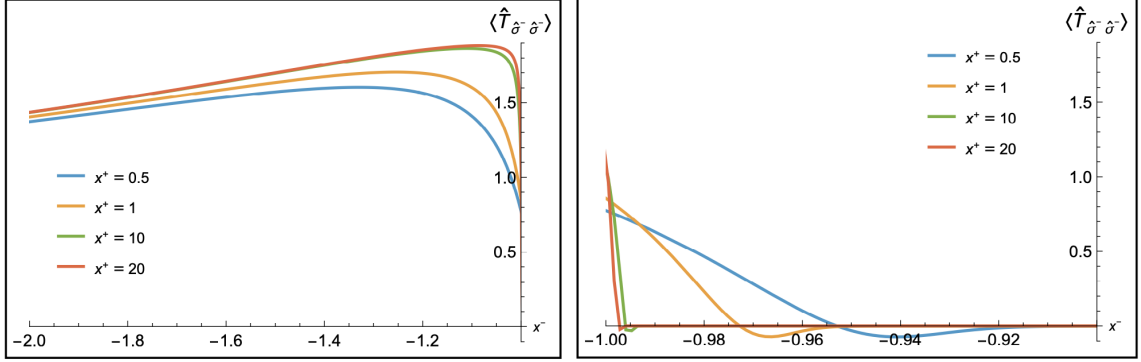 ⟨T̂σ̂⁻ σ̂⁻⟩
1.5
1.0
0.5
x⁺ = 0.5
x⁺ = 1
x⁺ = 10
x⁺ = 20
−2.0 −1.8 −1.6 −1.4 −1.2 x⁻
⟨T̂σ̂⁻ σ̂⁻⟩
x⁺ = 0.5
x⁺ = 1
x⁺ = 10
x⁺ = 20
1.5
1.0
0.5
−1.00 −0.98 −0.96 −0.94 −0.92 x⁻